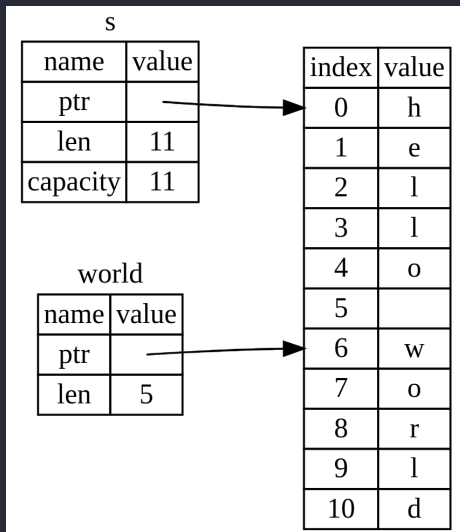 s
name value
ptr
len 11
capacity 11
world
name value
ptr
len 5
index value
0 h
1 e
2 l
3 l
4 o
5
6 w
7 o
8 r
9 l
10 d